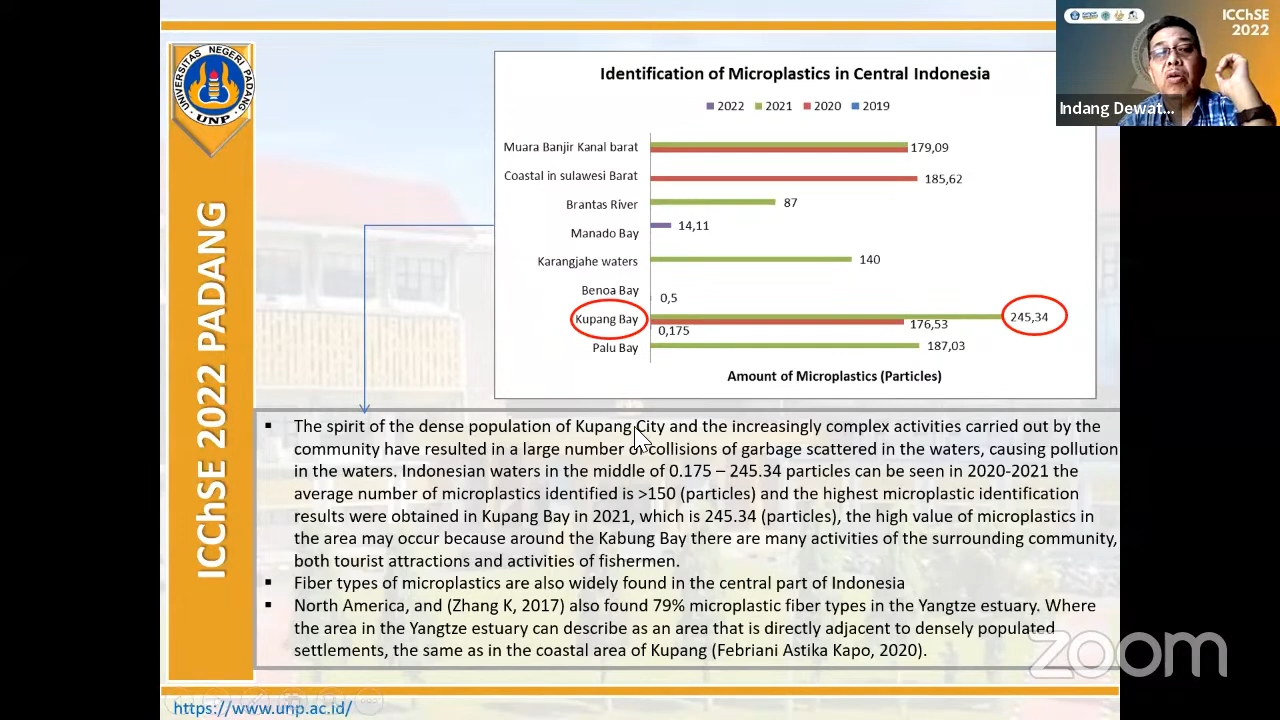 ICChSE
2022
Indang Dewat...
UNIVERSITAS NEGERI PADANG
UNP
ICChSE 2022 PADANG
Identification of Microplastics in Central Indonesia
2022 2021 2020 2019
Muara Banjir Kanal barat 179,09
Coastal in sulawesi Barat 185,62
Brantas River 87
Manado Bay 14,11
Karangjahe waters 140
Benoa Bay 0,5
Kupang Bay 245,34
176,53
0,175
Palu Bay 187,03
Amount of Microplastics (Particles)
▪ The spirit of the dense population of Kupang City and the increasingly complex activities carried out by the
community have resulted in a large number of collisions of garbage scattered in the waters, causing pollution
in the waters. Indonesian waters in the middle of 0.175 – 245.34 particles can be seen in 2020-2021 the
average number of microplastics identified is >150 (particles) and the highest microplastic identification
results were obtained in Kupang Bay in 2021, which is 245.34 (particles), the high value of microplastics in
the area may occur because around the Kabung Bay there are many activities of the surrounding community,
both tourist attractions and activities of fishermen.
▪ Fiber types of microplastics are also widely found in the central part of Indonesia
▪ North America, and (Zhang K, 2017) also found 79% microplastic fiber types in the Yangtze estuary. Where
the area in the Yangtze estuary can describe as an area that is directly adjacent to densely populated
settlements, the same as in the coastal area of Kupang (Febriani Astika Kapo, 2020).
zoom
https://www.unp.ac.id/